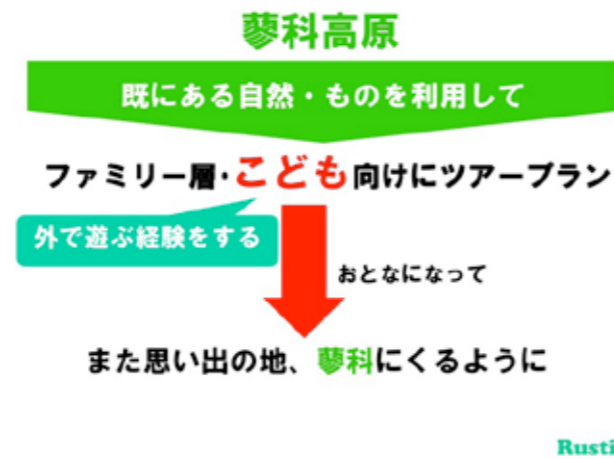 蓼科高原
既にある自然・ものを利用して
ファミリー層・こども向けにツアープラン
外で遊ぶ経験をする
おとなになって
また思い出の地、蓼科にくるように
Rusti